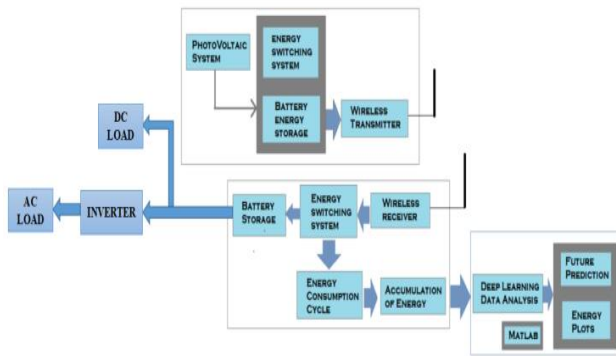 PHOTOVOLTAIC
SYSTEM
ENERGY
SWITCHING
SYSTEM
BATTERY
ENERGY
STORAGE
WIRELESS
TRANSMITTER
DC
LOAD
AC
LOAD
INVERTER
BATTERY
STORAGE
ENERGY
SWITCHING
SYSTEM
WIRELESS
RECEIVER
ENERGY
CONSUMPTION
CYCLE
ACCUMULATION
OF ENERGY
DEEP LEARNING
DATA ANALYSIS
MATLAB
FUTURE
PREDICTION
ENERGY
PLOTS